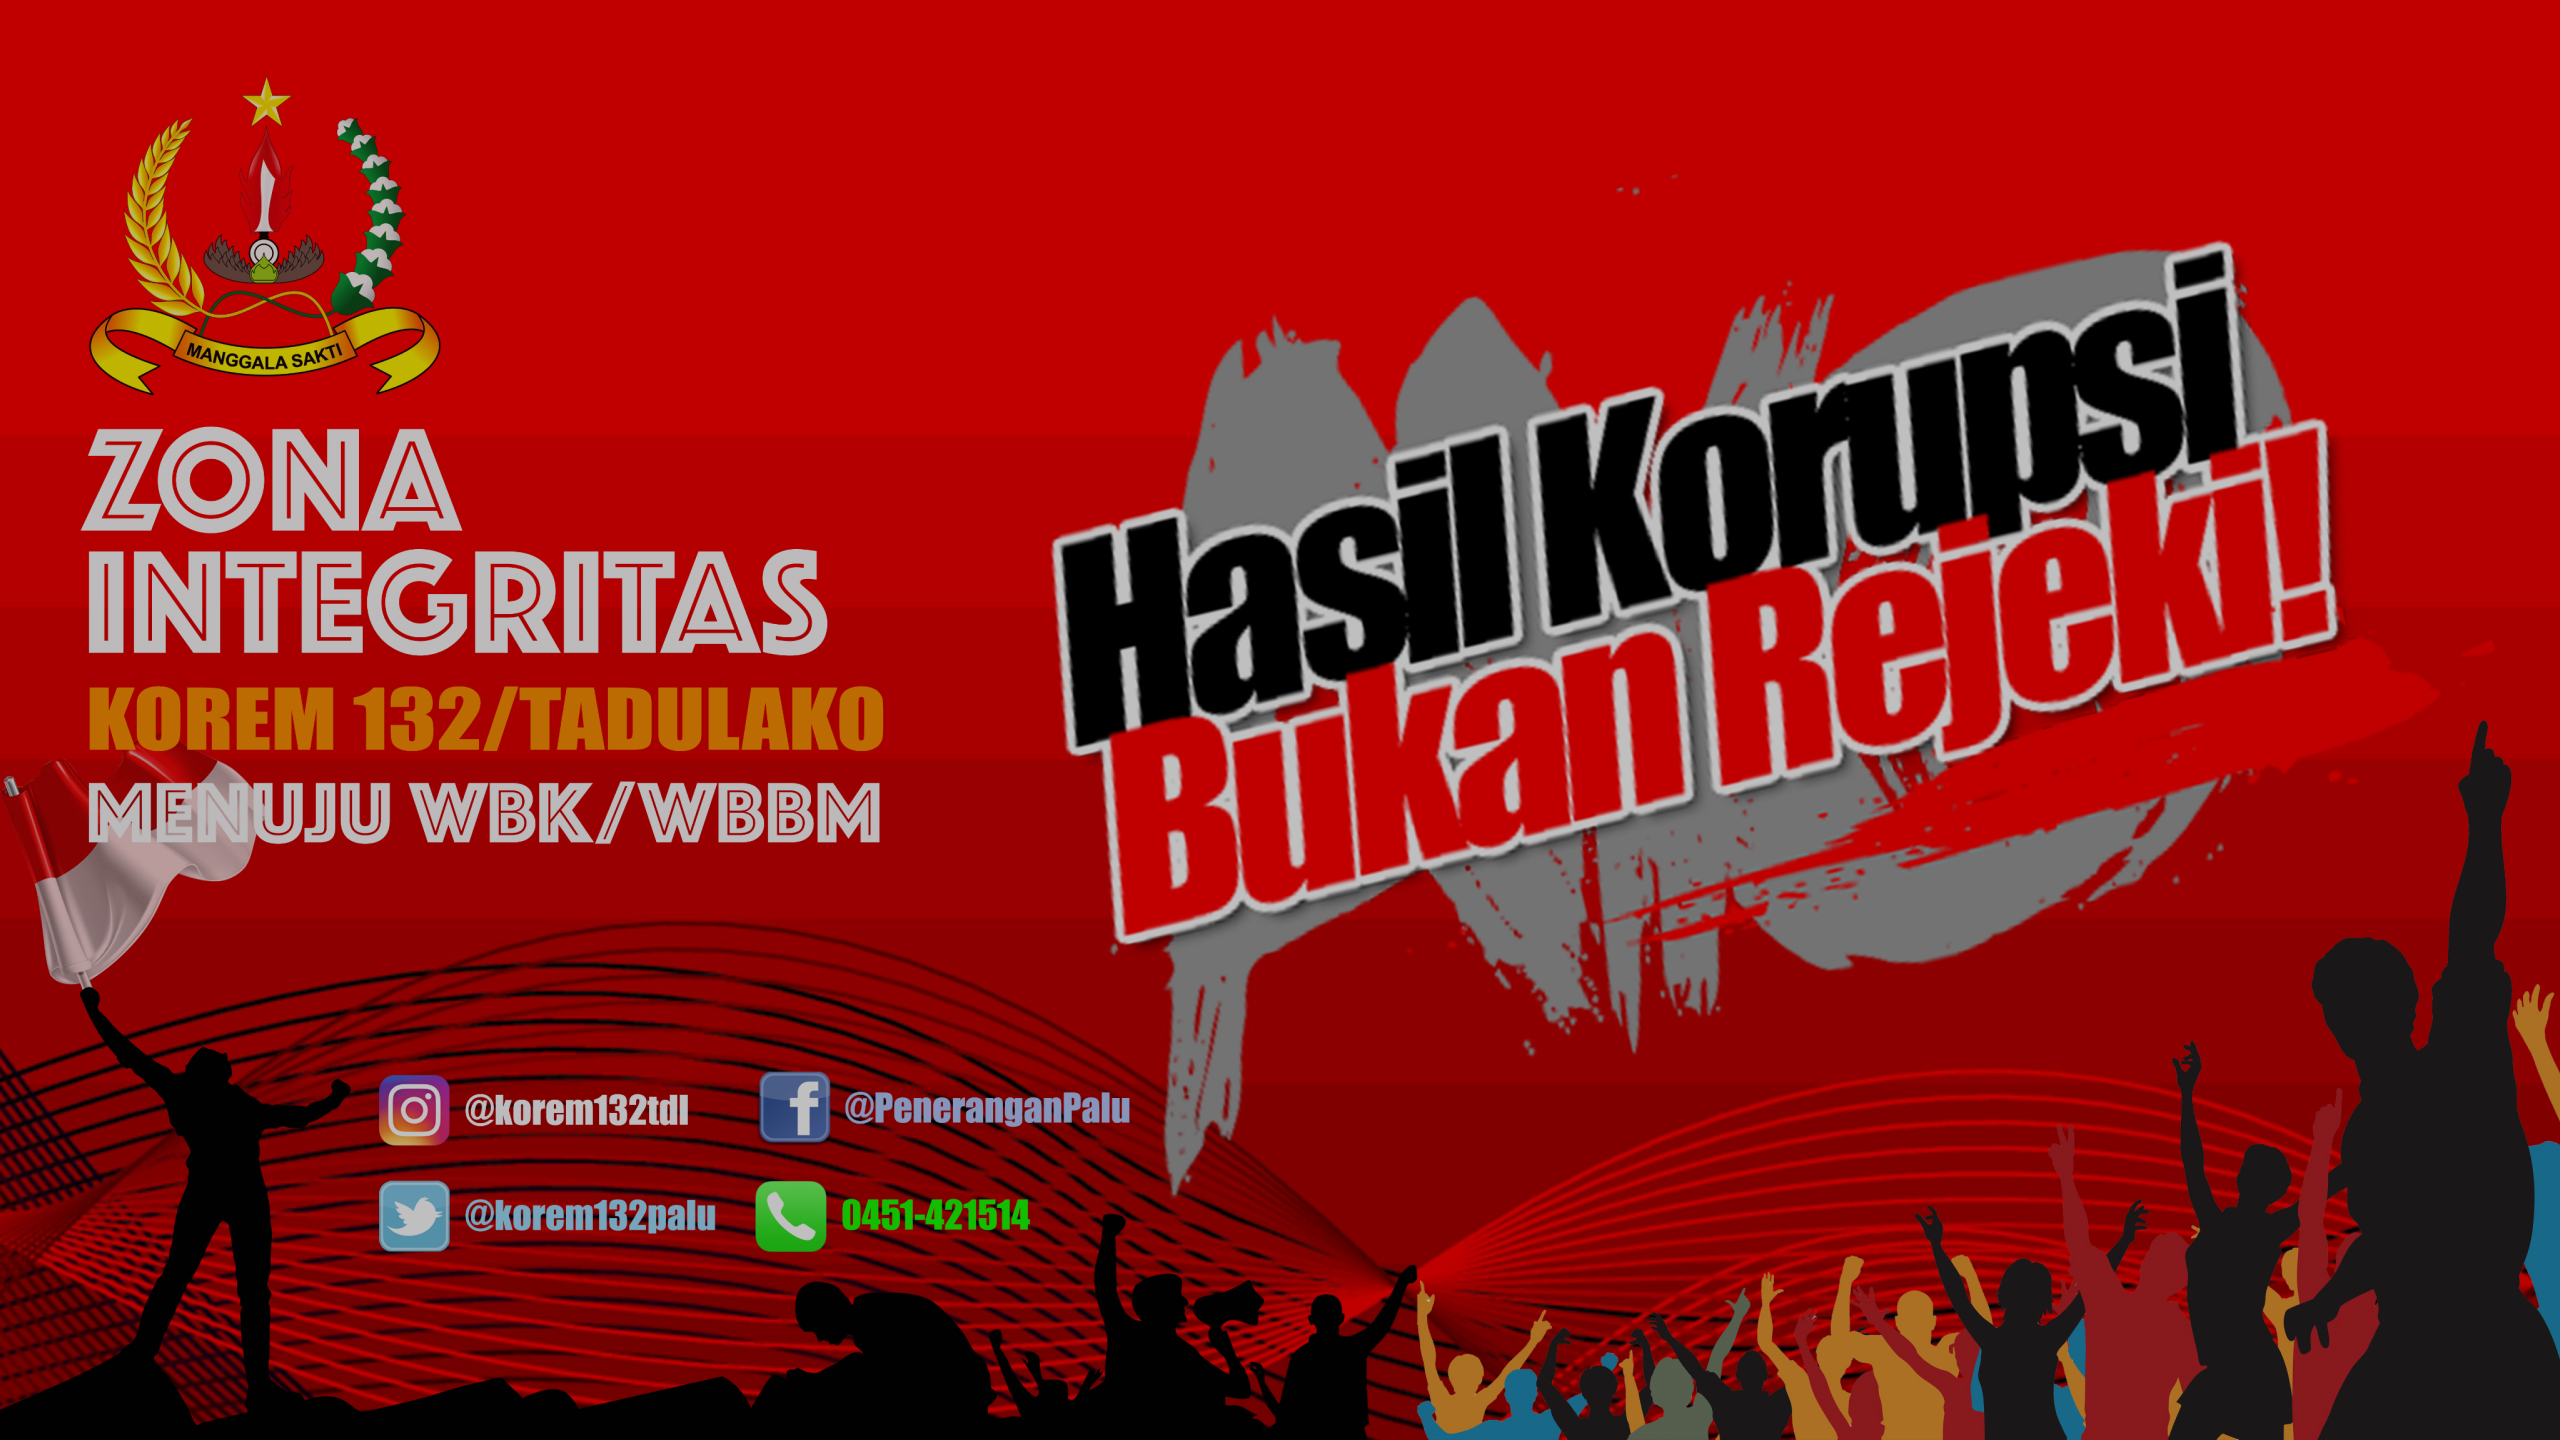 MANGGALA SAKTI
ZONA
INTEGRITAS
KOREM 132/TADULAKO
MENUJU WBK/WBBM
Hasil Korupsi
Bukan Rejeki!
@korem132tdl
@PeneranganPalu
@korem132palu
0451-421514